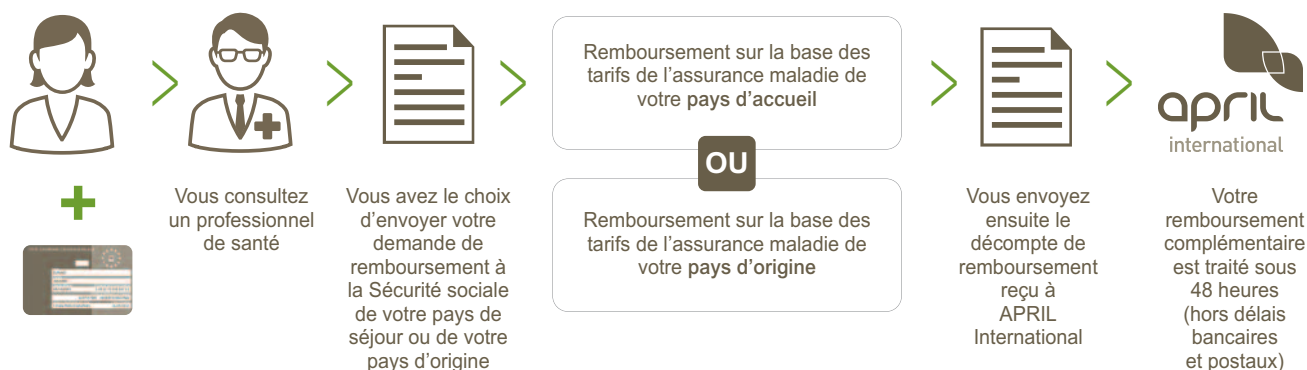 Vous consultez
un professionnel
de santé
Vous avez le choix
d’envoyer votre
demande de
remboursement à
la Sécurité sociale
de votre pays de
séjour ou de votre
pays d’origine
Remboursement sur la base des
tarifs de l’assurance maladie de
votre pays d’accueil
OU
Remboursement sur la base des
tarifs de l’assurance maladie de
votre pays d’origine
Vous envoyez
ensuite le
décompte de
remboursement
reçu à
APRIL
International
april
international
Votre
remboursement
complémentaire
est traité sous
48 heures
(hors délais
bancaires
et postaux)